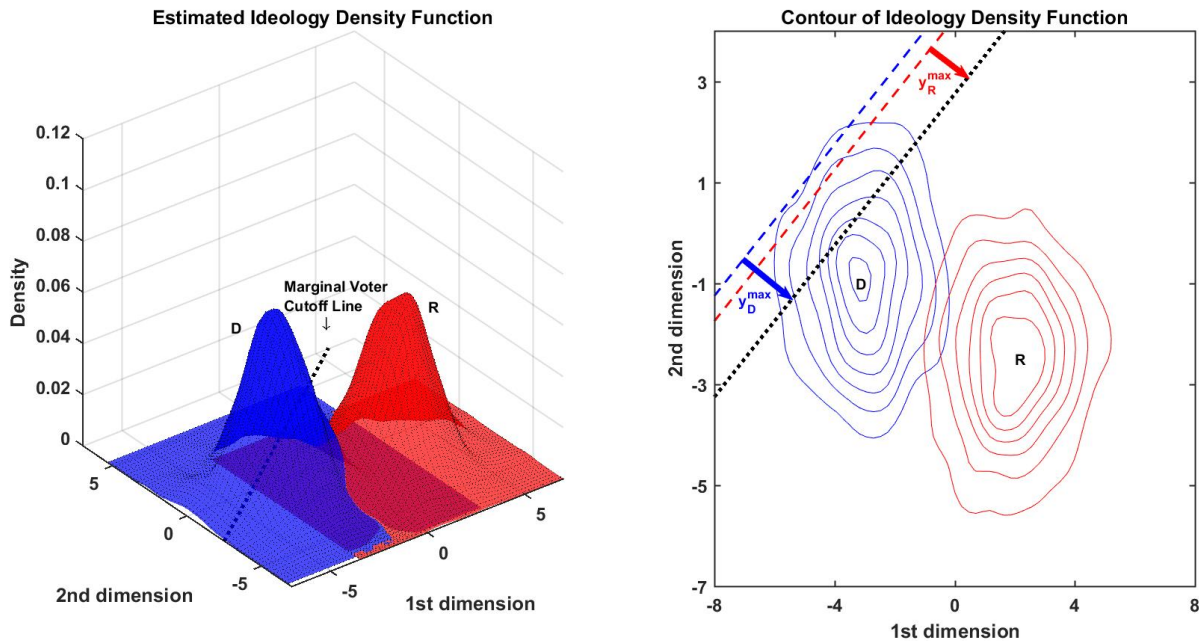 Estimated Ideology Density Function
0.12
0.1
0.08
0.06
0.04
0.02
0
Density
Marginal Voter
Cutoff Line
↓
D
R
5
0
-5
2nd dimension
-5
0
5
1st dimension
Contour of Ideology Density Function
3
1
-1
-3
-5
-7
2nd dimension
y_R^max
y_D^max
D
R
-8
-4
0
4
8
1st dimension